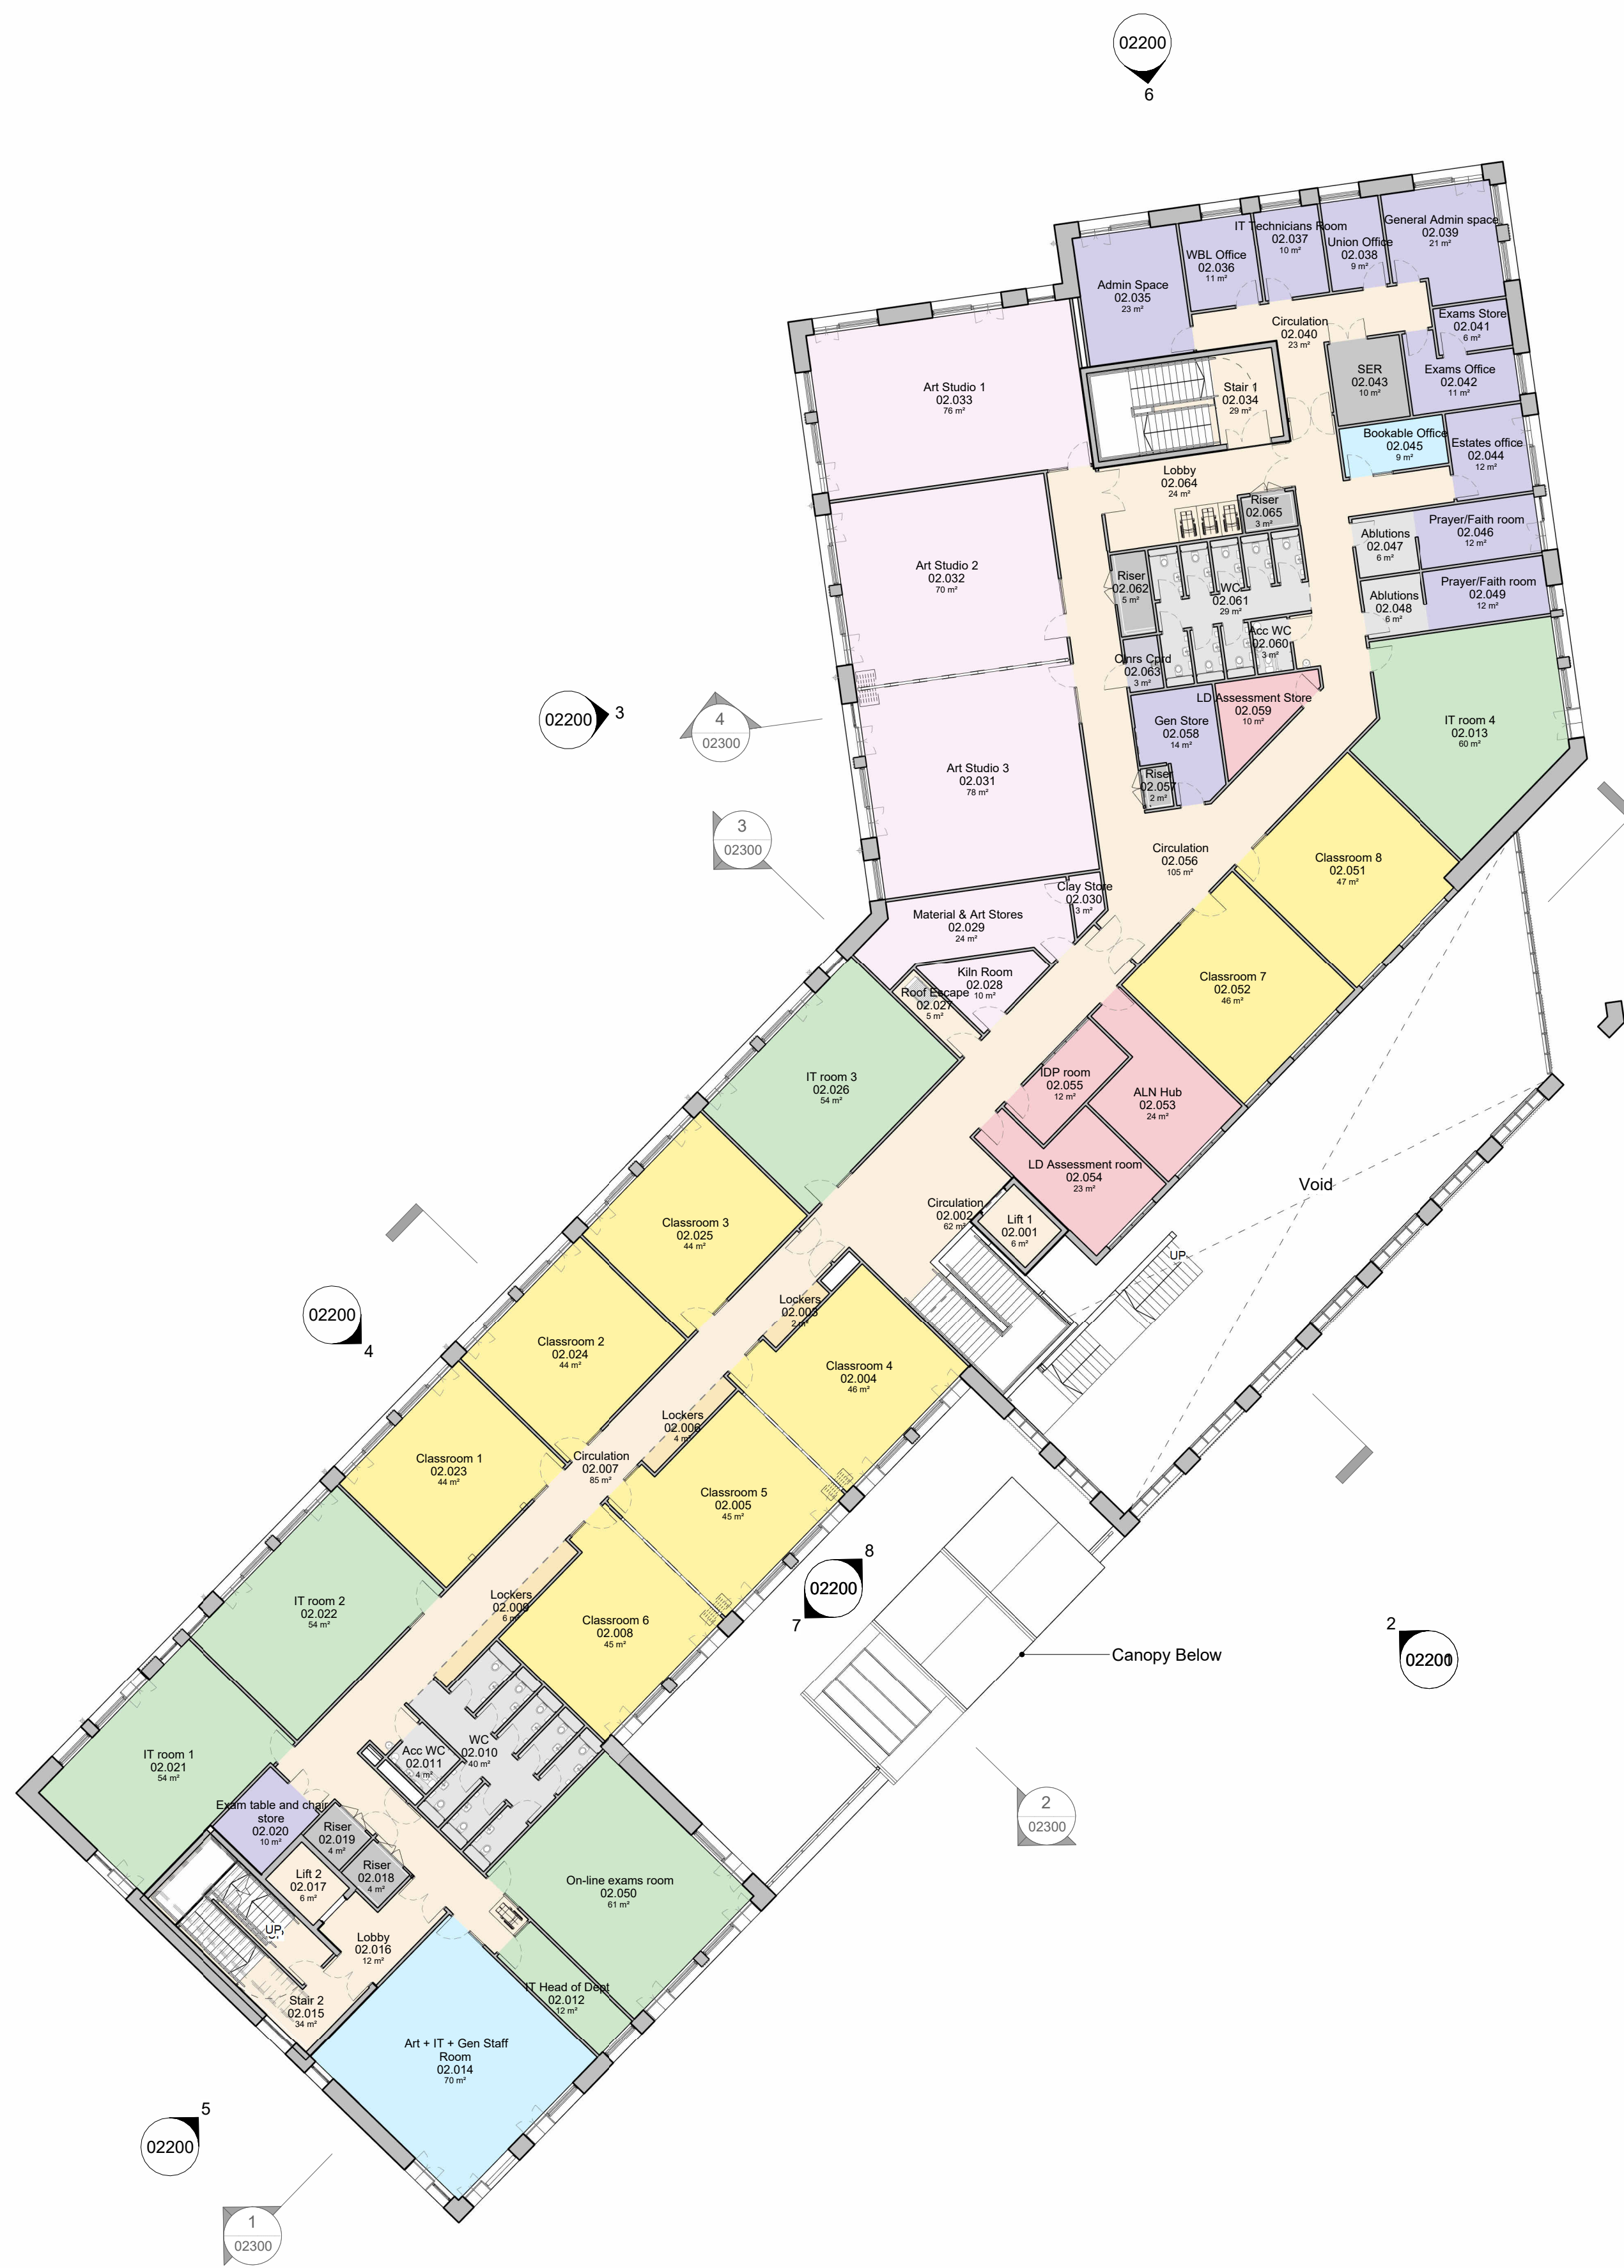 02200
6
General Admin space
02.039
21 m²
IT Technicians Room
02.037
10 m²
Union Office
02.038
9 m²
WBL Office
02.036
11 m²
Admin Space
02.035
23 m²
Exams Store
02.041
6 m²
Circulation
02.040
23 m²
SER
02.043
10 m²
Exams Office
02.042
11 m²
Art Studio 1
02.033
76 m²
Stair 1
02.034
29 m²
Bookable Office
02.045
9 m²
Estates office
02.044
12 m²
Lobby
02.064
24 m²
Riser
02.065
3 m²
Prayer/Faith room
02.046
12 m²
Ablutions
02.047
6 m²
Art Studio 2
02.032
70 m²
Riser
02.062
5 m²
WC
02.061
29 m²
Prayer/Faith room
02.049
12 m²
Ablutions
02.048
6 m²
Acc WC
02.060
3 m²
Clnrs Cprd
02.063
3 m²
LD Assessment Store
02.059
10 m²
Gen Store
02.058
14 m²
IT room 4
02.013
60 m²
02200
3
4
02300
Art Studio 3
02.031
78 m²
Riser
02.057
2 m²
3
02300
Circulation
02.056
105 m²
Classroom 8
02.051
47 m²
Clay Store
02.030
3 m²
Material & Art Stores
02.029
24 m²
Kiln Room
02.028
10 m²
Roof Escape
02.027
5 m²
Classroom 7
02.052
46 m²
IT room 3
02.026
54 m²
IDP room
02.055
12 m²
ALN Hub
02.053
24 m²
LD Assessment room
02.054
23 m²
Void
Circulation
02.002
62 m²
Lift 1
02.001
6 m²
UP
Classroom 3
02.025
44 m²
02200
4
Lockers
02.003
2 m²
Classroom 2
02.024
44 m²
Classroom 4
02.004
46 m²
Lockers
02.006
4 m²
Classroom 1
02.023
44 m²
Circulation
02.007
85 m²
Classroom 5
02.005
45 m²
8
02200
7
IT room 2
02.022
54 m²
Lockers
02.009
6 m²
Classroom 6
02.008
45 m²
2
Canopy Below
IT room 1
02.021
54 m²
Acc WC
02.011
4 m²
WC
02.010
40 m²
Exam table and chair
store
02.020
10 m²
Riser
02.019
4 m²
Riser
02.018
4 m²
Lift 2
02.017
6 m²
2
02300
On-line exams room
02.050
61 m²
UP
Lobby
02.016
12 m²
Stair 2
02.015
34 m²
IT Head of Dept
02.012
12 m²
Art + IT + Gen Staff
Room
02.014
70 m²
5
02200
1
02300